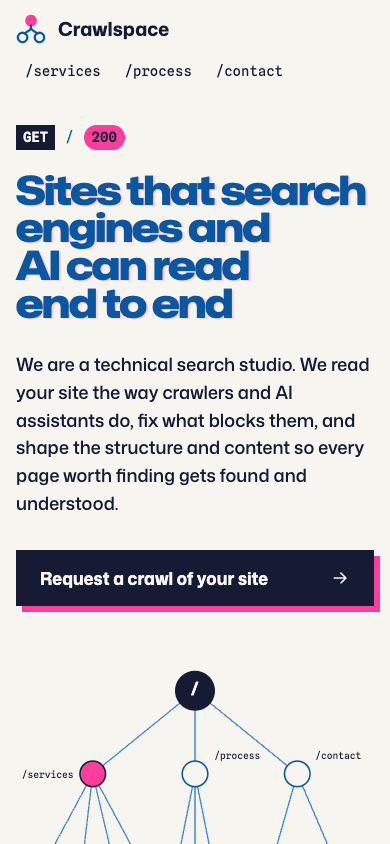 Crawlspace
/services /process /contact
GET / 200
Sites that search
engines and
AI can read
end to end
We are a technical search studio. We read
your site the way crawlers and AI
assistants do, fix what blocks them, and
shape the structure and content so every
page worth finding gets found and
understood.
Request a crawl of your site →
/
/process /contact
/services